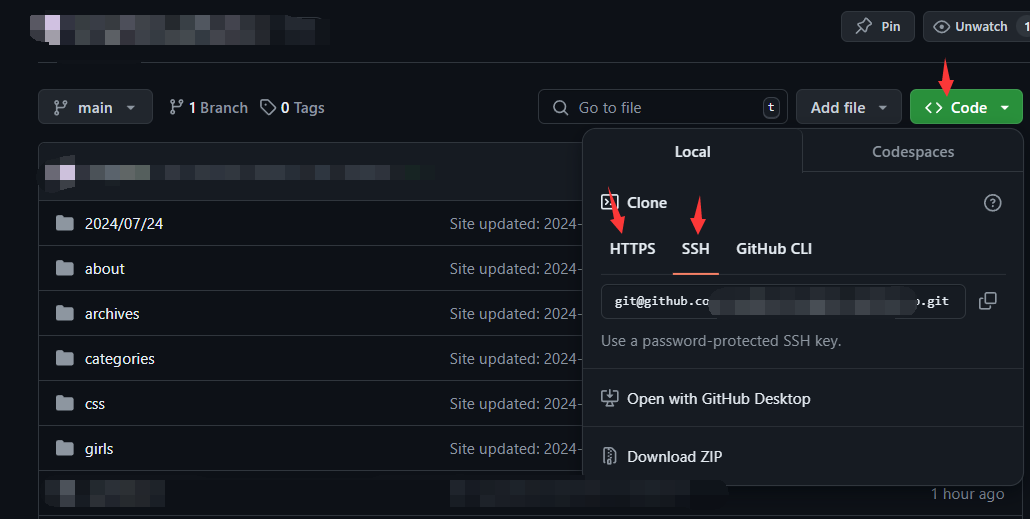 Pin
Unwatch 1
main 1 Branch 0 Tags
Go to file t
Add file
Code
Local Codespaces
Clone
HTTPS SSH GitHub CLI
git@github.co .git
Use a password-protected SSH key.
Open with GitHub Desktop
Download ZIP
2024/07/24 Site updated: 2024-
about Site updated: 2024-
archives Site updated: 2024-
categories Site updated: 2024-
css Site updated: 2024-
girls Site updated: 2024-
1 hour ago